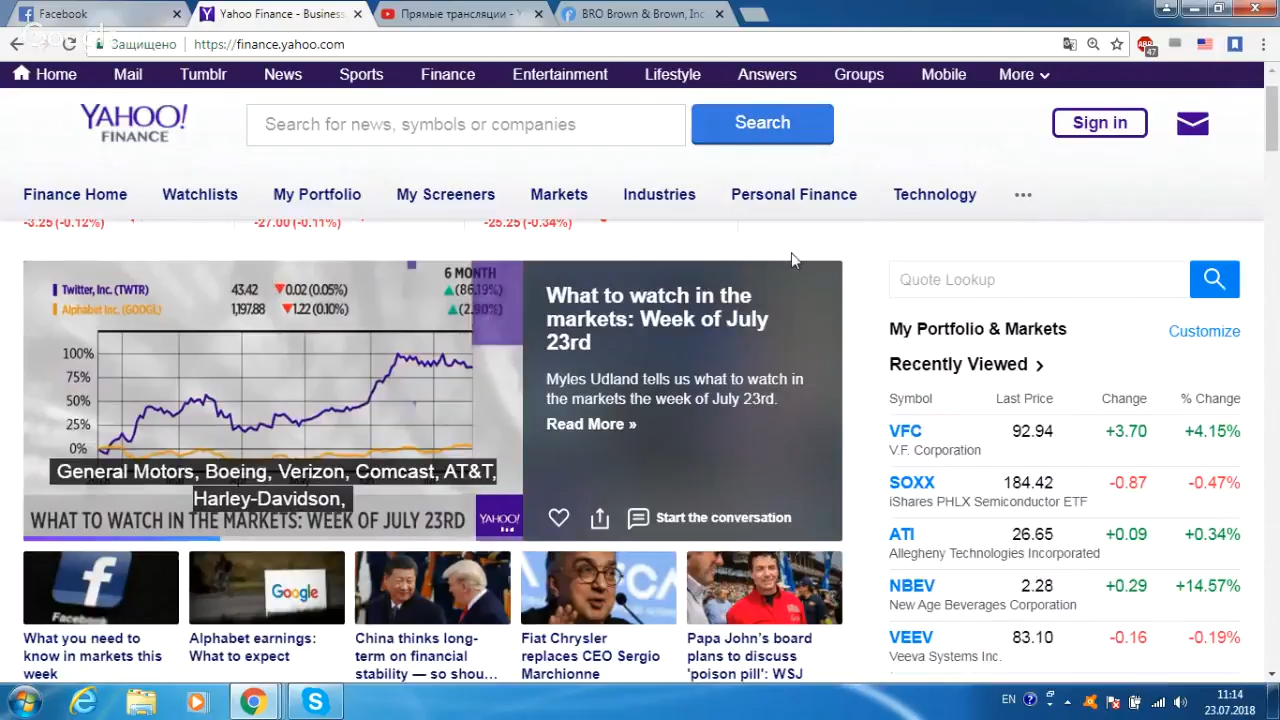 Facebook
Yahoo Finance - Business
Прямые трансляции - Y
BRO Brown & Brown, Inc
Защищено
https://finance.yahoo.com
47
Home Mail Tumblr News Sports Finance Entertainment Lifestyle Answers Groups Mobile More
YAHOO!
FINANCE
Search for news, symbols or companies
Search
Sign in
Finance Home Watchlists My Portfolio My Screeners Markets Industries Personal Finance Technology
-3.25 (-0.12%) -27.00 (-0.11%) -25.25 (-0.34%)
6 MONTH
Twitter, Inc. (TWTR) 43.42 0.02 (0.05%) (86.19%)
Alphabet Inc. (GOOGL) 1,197.88 1.22 (0.10%) (2.90%)
100%
75%
50%
25%
0%
General Motors, Boeing, Verizon, Comcast, AT&T,
Harley-Davidson,
WHAT TO WATCH IN THE MARKETS: WEEK OF JULY 23RD
YAHOO!
What to watch in the
markets: Week of July
23rd
Myles Udland tells us what to watch in
the markets the week of July 23rd.
Read More »
Start the conversation
Quote Lookup
My Portfolio & Markets
Customize
Recently Viewed
Symbol Last Price Change % Change
VFC 92.94 +3.70 +4.15%
V.F. Corporation
SOXX 184.42 -0.87 -0.47%
iShares PHLX Semiconductor ETF
ATI 26.65 +0.09 +0.34%
Allegheny Technologies Incorporated
NBEV 2.28 +0.29 +14.57%
New Age Beverages Corporation
VEEV 83.10 -0.16 -0.19%
Veeva Systems Inc.
Facebook
Google
What you need to
know in markets this
week
Alphabet earnings:
What to expect
China thinks long-
term on financial
stability — so shou...
Fiat Chrysler
replaces CEO Sergio
Marchionne
Papa John's board
plans to discuss
'poison pill': WSJ
EN
11:14
23.07.2018